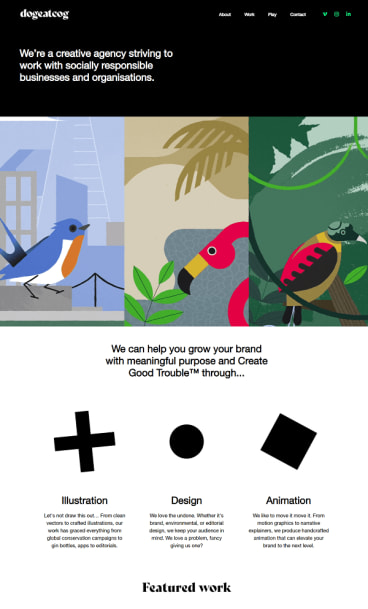 dogeatcog
About Work Play Contact
We're a creative agency striving to
work with socially responsible
businesses and organisations.
We can help you grow your brand
with meaningful purpose and Create
Good Trouble™ through...
Illustration
Let's not draw this out... From clean
vectors to crafted illustrations, our
work has graced everything from
global conservation campaigns to
gin bottles, apps to editorials.
Design
We love the undone. Whether it's
brand, environmental, or editorial
design, we keep your audience in
mind. We love a problem, fancy
giving us one?
Animation
We like to move it move it. From
motion graphics to narrative
explainers, we produce handcrafted
animation that can elevate your
brand to the next level.
Featured work